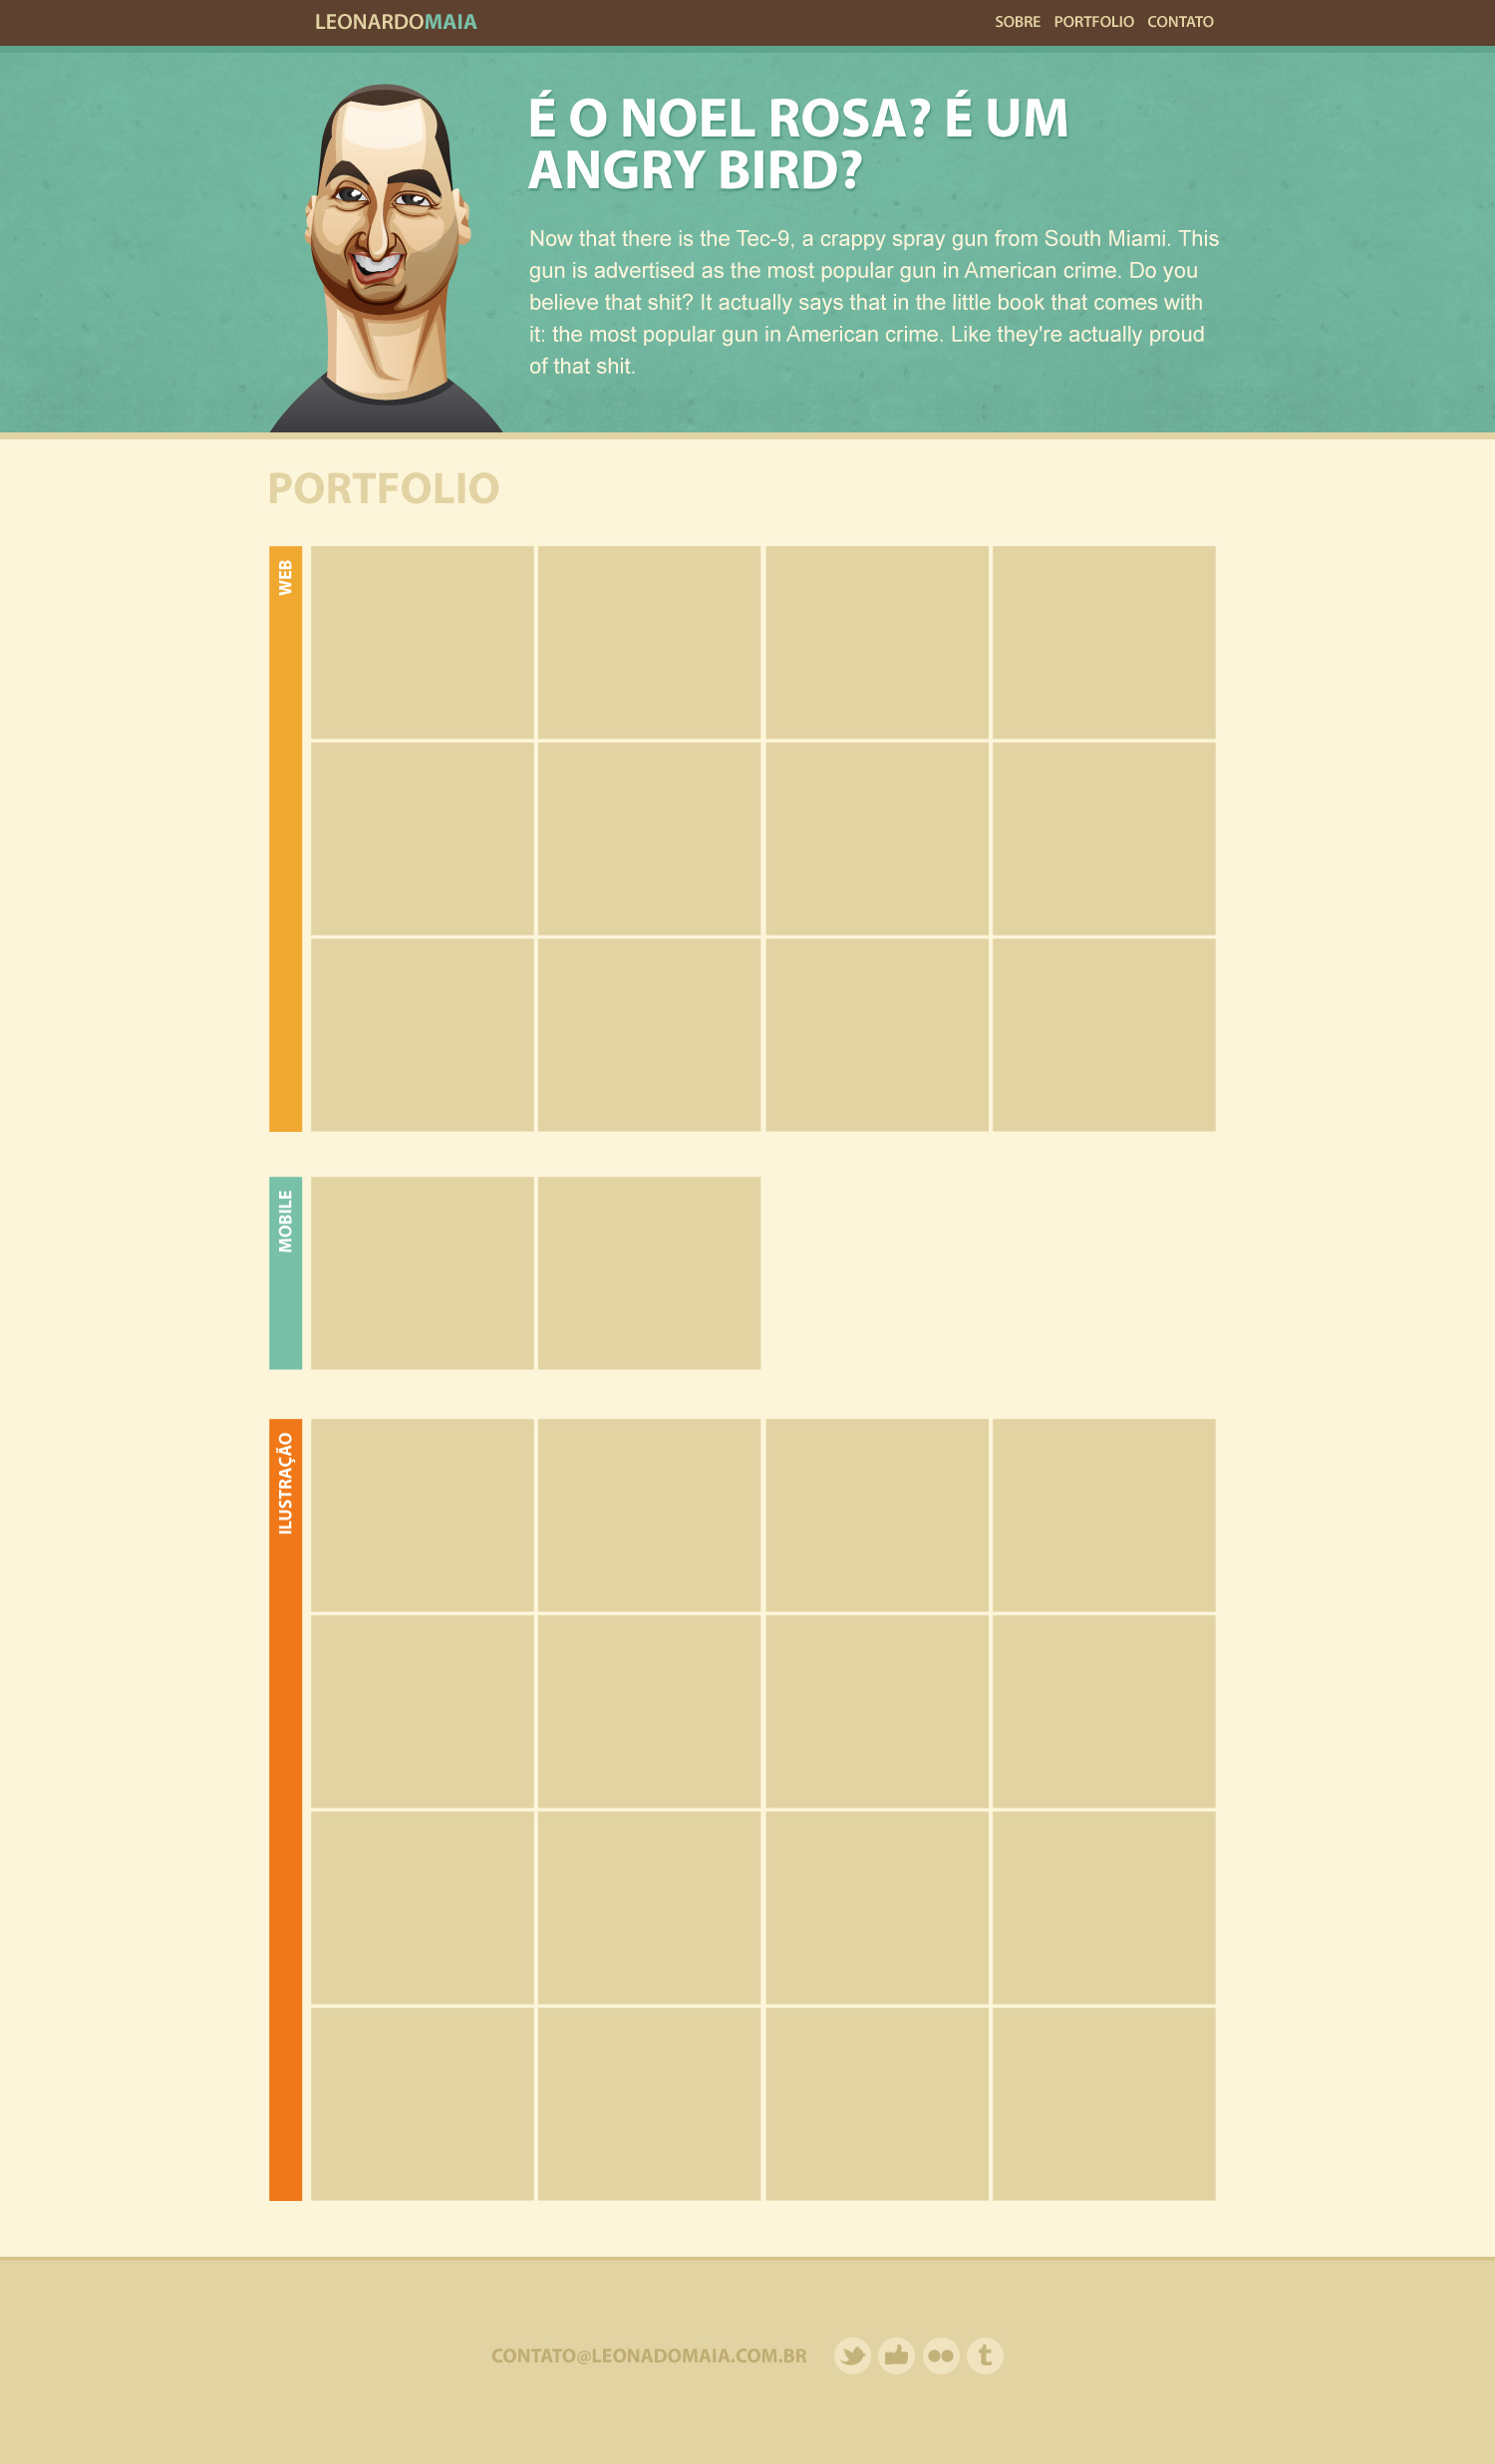 LEONARDOMAIA
SOBRE PORTFOLIO CONTATO
É O NOEL ROSA? É UM
ANGRY BIRD?
Now that there is the Tec-9, a crappy spray gun from South Miami. This
gun is advertised as the most popular gun in American crime. Do you
believe that shit? It actually says that in the little book that comes with
it: the most popular gun in American crime. Like they're actually proud
of that shit.
PORTFOLIO
WEB
MOBILE
ILUSTRAÇÃO
CONTATO@LEONADOMAIA.COM.BR